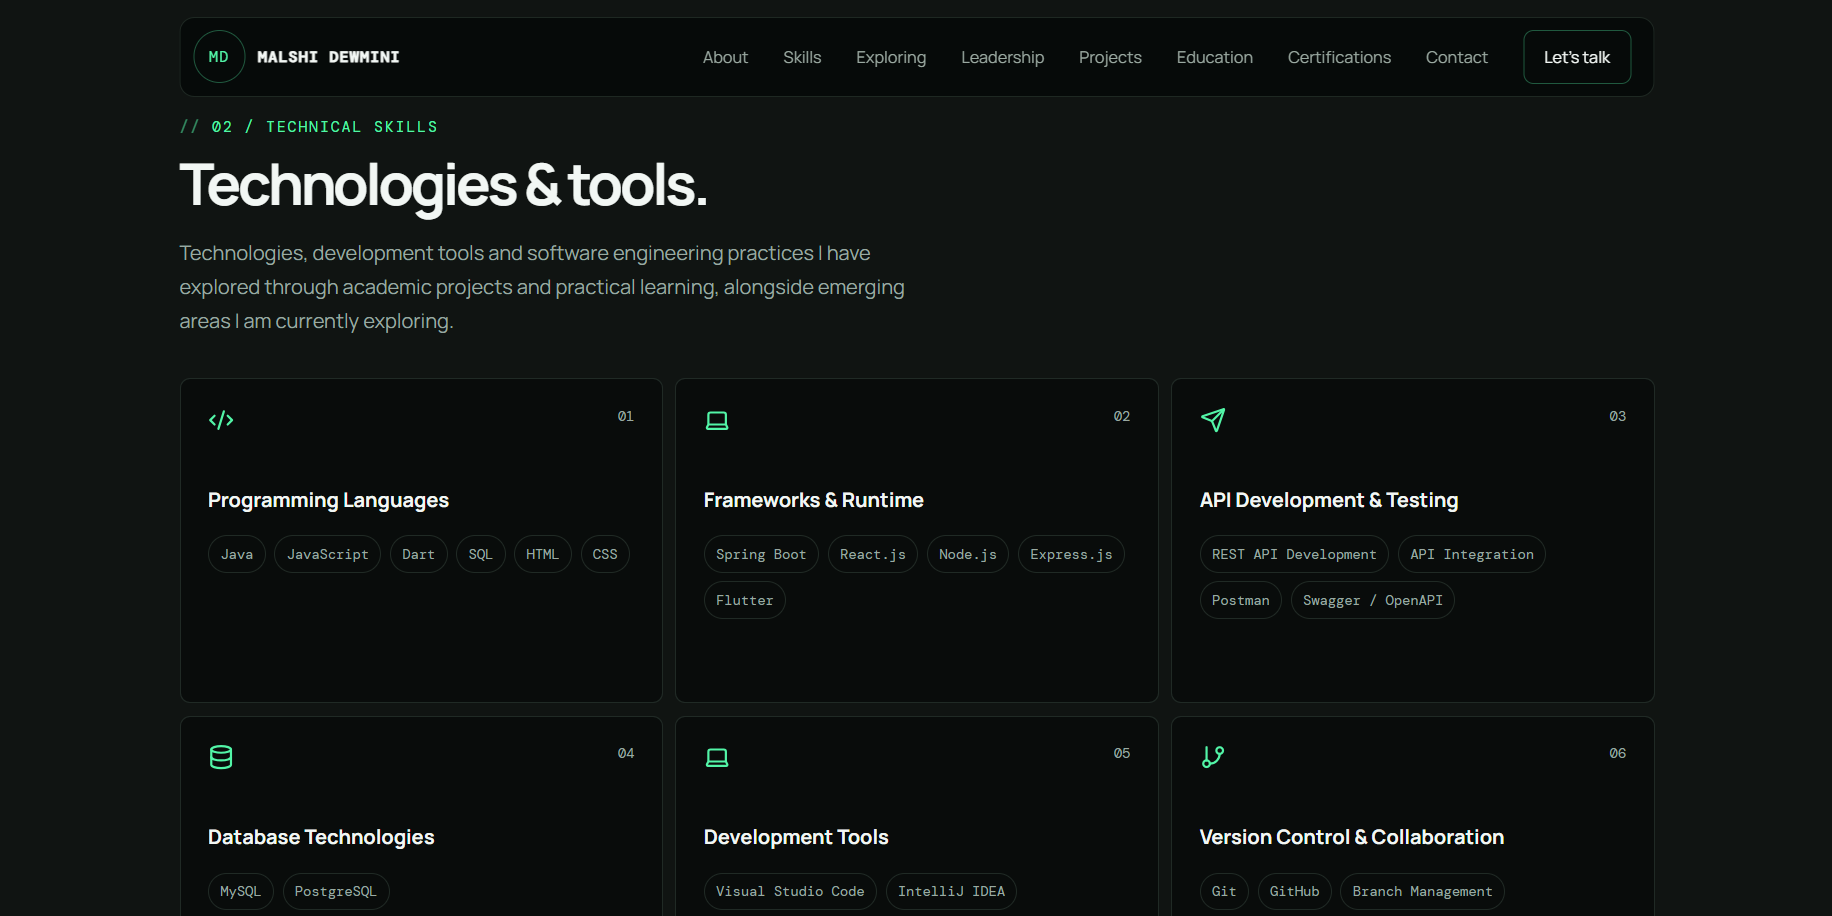 MD MALSHI DEWMINI About Skills Exploring Leadership Projects Education Certifications Contact Let's talk
// 02 / TECHNICAL SKILLS
Technologies & tools.
Technologies, development tools and software engineering practices I have
explored through academic projects and practical learning, alongside emerging
areas I am currently exploring.
01
Programming Languages
Java JavaScript Dart SQL HTML CSS
02
Frameworks & Runtime
Spring Boot React.js Node.js Express.js
Flutter
03
API Development & Testing
REST API Development API Integration
Postman Swagger / OpenAPI
04
Database Technologies
MySQL PostgreSQL
05
Development Tools
Visual Studio Code IntelliJ IDEA
06
Version Control & Collaboration
Git GitHub Branch Management